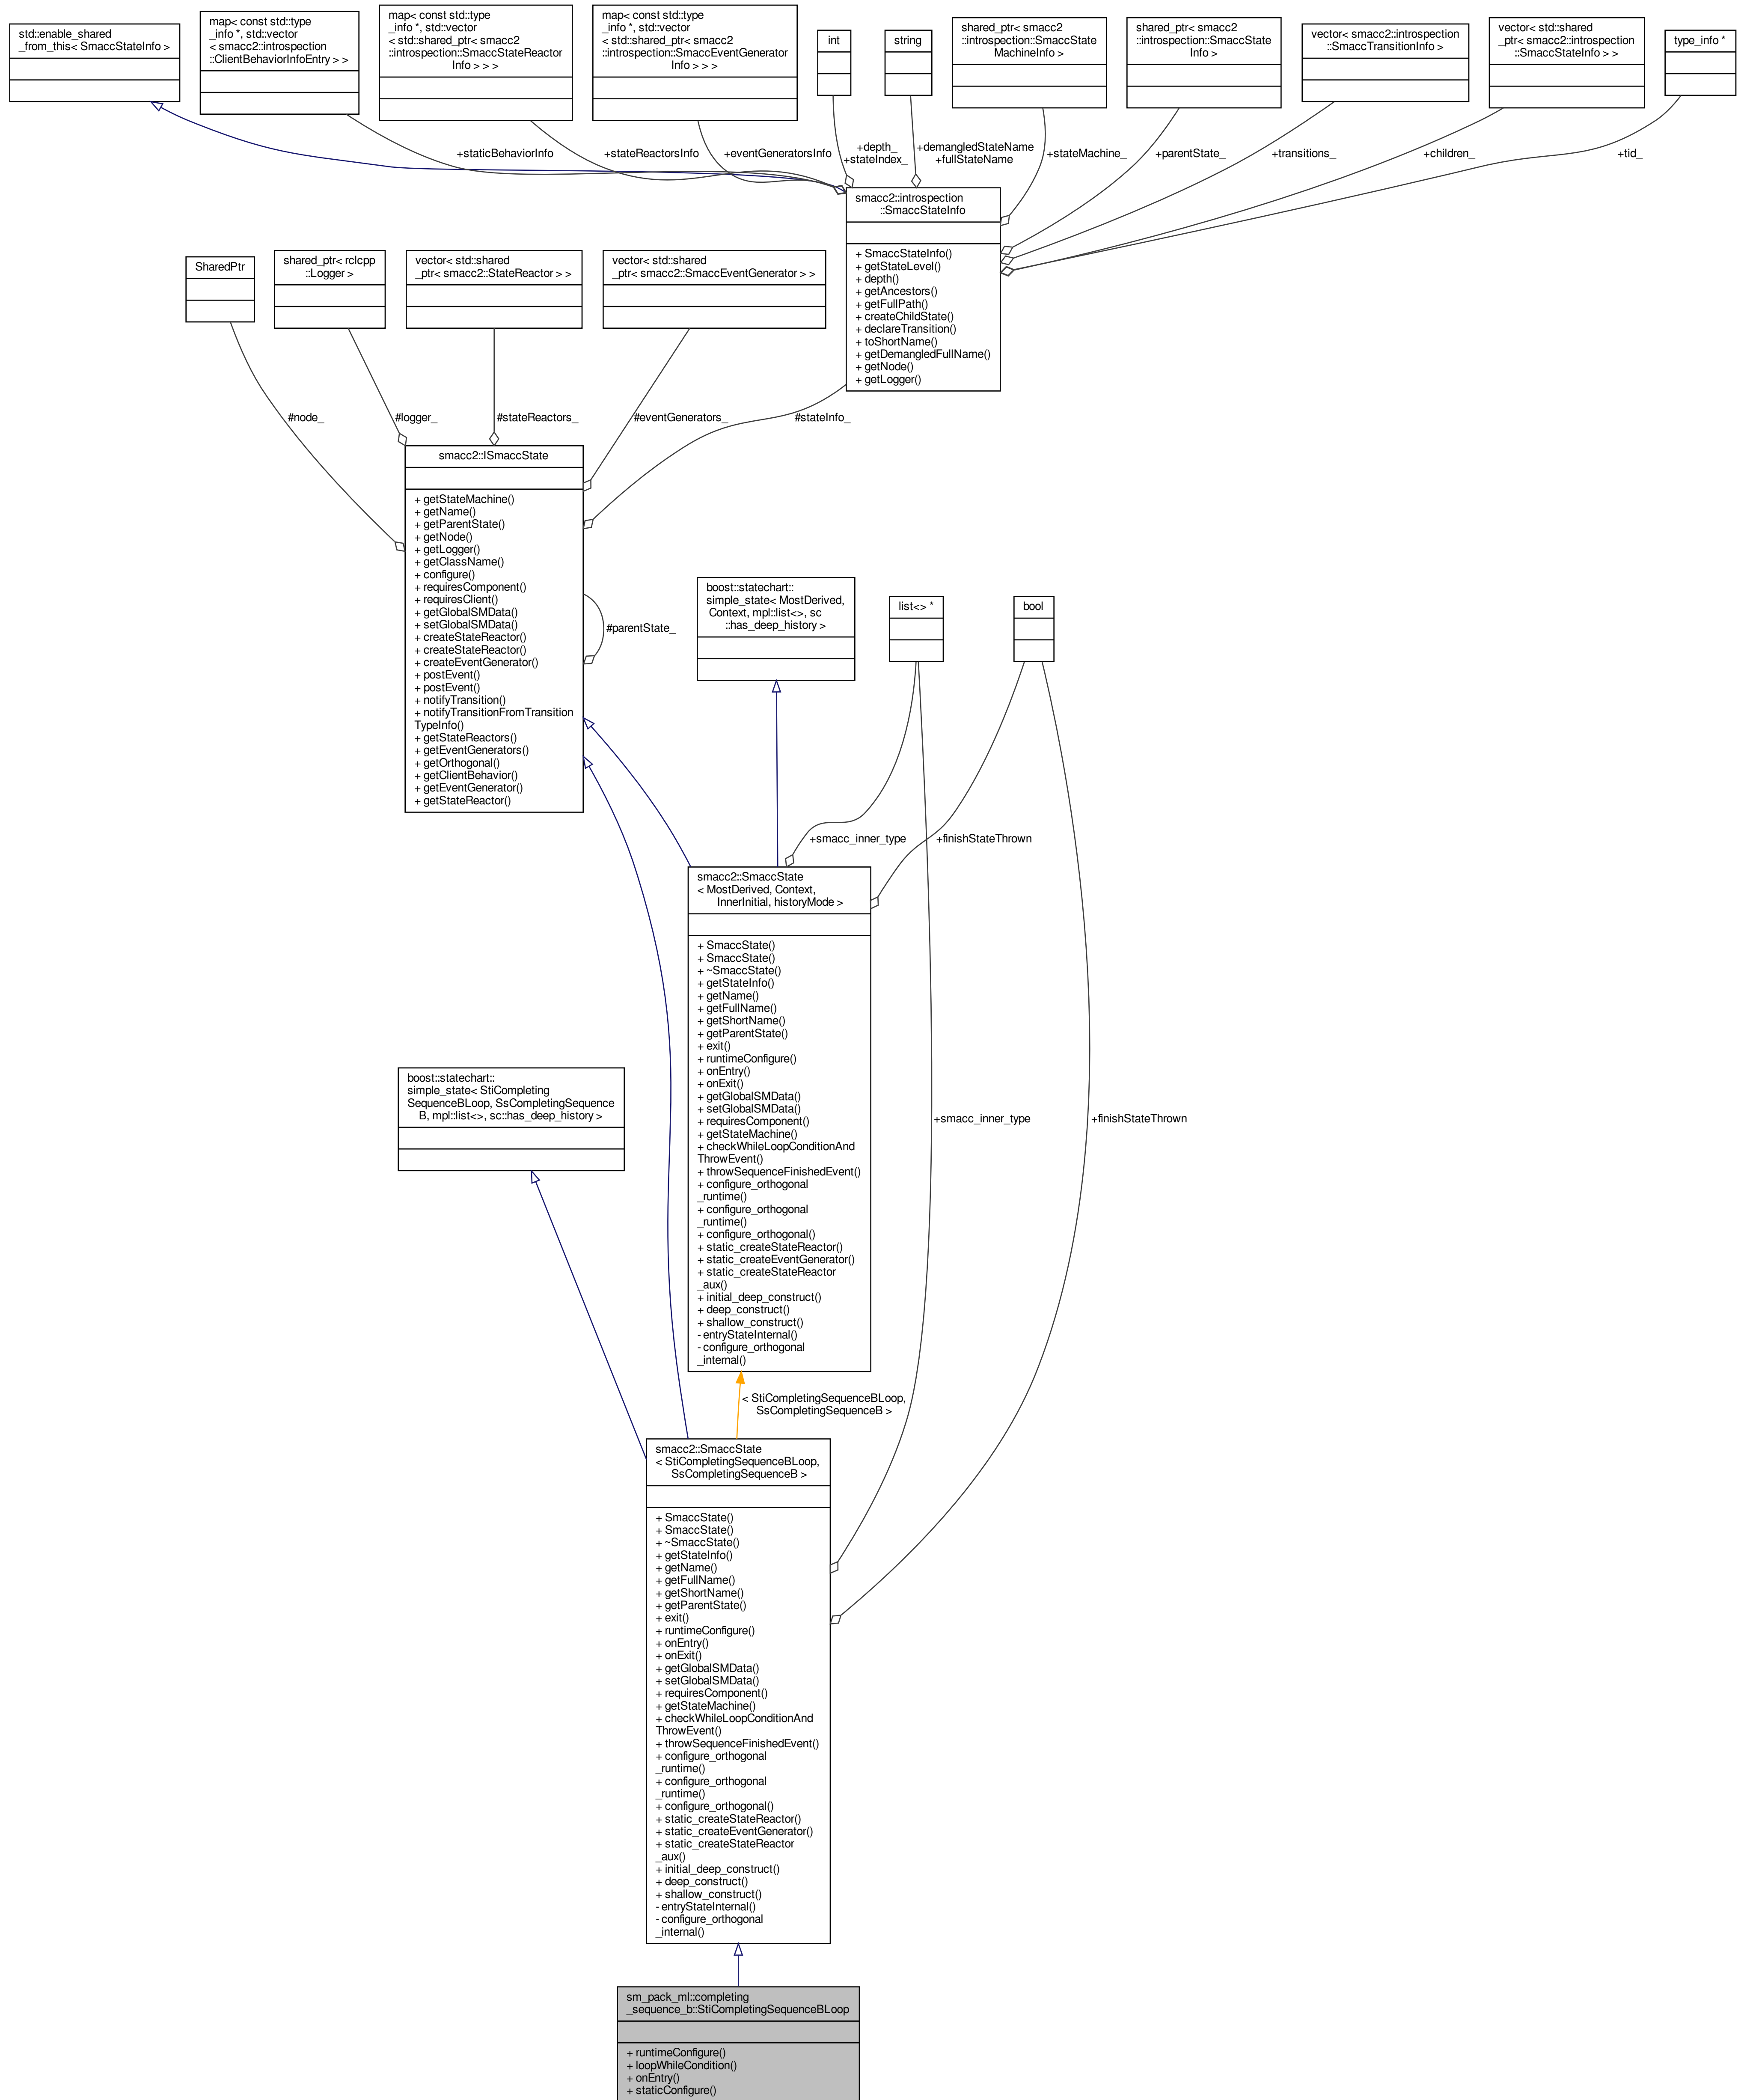 std::enable_shared
_from_this< SmaccStateInfo >
map< const std::type
_info *, std::vector
< smacc2::introspection
::ClientBehaviorInfoEntry > >
map< const std::type
_info *, std::vector
< std::shared_ptr< smacc2
::introspection::SmaccStateReactor
Info > > >
map< const std::type
_info *, std::vector
< std::shared_ptr< smacc2
::introspection::SmaccEventGenerator
Info > > >
int
string
shared_ptr< smacc2
::introspection::SmaccState
MachineInfo >
shared_ptr< smacc2
::introspection::SmaccState
Info >
vector< smacc2::introspection
::SmaccTransitionInfo >
vector< std::shared
_ptr< smacc2::introspection
::SmaccStateInfo > >
type_info *
+staticBehaviorInfo
+stateReactorsInfo
+eventGeneratorsInfo
+depth_
+stateIndex_
+demangledStateName
+fullStateName
+stateMachine_
+parentState_
+transitions_
+children_
+tid_
smacc2::introspection
::SmaccStateInfo
+ SmaccStateInfo()
+ getStateLevel()
+ depth()
+ getAncestors()
+ getFullPath()
+ createChildState()
+ declareTransition()
+ toShortName()
+ getDemangledFullName()
+ getNode()
+ getLogger()
SharedPtr
shared_ptr< rclcpp
::Logger >
vector< std::shared
_ptr< smacc2::StateReactor > >
vector< std::shared
_ptr< smacc2::SmaccEventGenerator > >
#node_
#logger_
#stateReactors_
#eventGenerators_
#stateInfo_
smacc2::ISmaccState
+ getStateMachine()
+ getName()
+ getParentState()
+ getNode()
+ getLogger()
+ getClassName()
+ configure()
+ requiresComponent()
+ requiresClient()
+ getGlobalSMData()
+ setGlobalSMData()
+ createStateReactor()
+ createStateReactor()
+ createEventGenerator()
+ postEvent()
+ postEvent()
+ notifyTransition()
+ notifyTransitionFromTransition
TypeInfo()
+ getStateReactors()
+ getEventGenerators()
+ getOrthogonal()
+ getClientBehavior()
+ getEventGenerator()
+ getStateReactor()
#parentState_
boost::statechart::
simple_state< MostDerived,
Context, mpl::list<>, sc
::has_deep_history >
list<> *
bool
+smacc_inner_type
+finishStateThrown
smacc2::SmaccState
< MostDerived, Context,
InnerInitial, historyMode >
+ SmaccState()
+ SmaccState()
+ ~SmaccState()
+ getStateInfo()
+ getName()
+ getFullName()
+ getShortName()
+ getParentState()
+ exit()
+ runtimeConfigure()
+ onEntry()
+ onExit()
+ getGlobalSMData()
+ setGlobalSMData()
+ requiresComponent()
+ getStateMachine()
+ checkWhileLoopConditionAnd
ThrowEvent()
+ throwSequenceFinishedEvent()
+ configure_orthogonal
_runtime()
+ configure_orthogonal
_runtime()
+ configure_orthogonal()
+ static_createStateReactor()
+ static_createEventGenerator()
+ static_createStateReactor
_aux()
+ initial_deep_construct()
+ deep_construct()
+ shallow_construct()
- entryStateInternal()
- configure_orthogonal
_internal()
boost::statechart::
simple_state< StiCompleting
SequenceBLoop, SsCompletingSequence
B, mpl::list<>, sc::has_deep_history >
+smacc_inner_type
+finishStateThrown
< StiCompletingSequenceBLoop,
SsCompletingSequenceB >
smacc2::SmaccState
< StiCompletingSequenceBLoop,
SsCompletingSequenceB >
+ SmaccState()
+ SmaccState()
+ ~SmaccState()
+ getStateInfo()
+ getName()
+ getFullName()
+ getShortName()
+ getParentState()
+ exit()
+ runtimeConfigure()
+ onEntry()
+ onExit()
+ getGlobalSMData()
+ setGlobalSMData()
+ requiresComponent()
+ getStateMachine()
+ checkWhileLoopConditionAnd
ThrowEvent()
+ throwSequenceFinishedEvent()
+ configure_orthogonal
_runtime()
+ configure_orthogonal
_runtime()
+ configure_orthogonal()
+ static_createStateReactor()
+ static_createEventGenerator()
+ static_createStateReactor
_aux()
+ initial_deep_construct()
+ deep_construct()
+ shallow_construct()
- entryStateInternal()
- configure_orthogonal
_internal()
sm_pack_ml::completing
_sequence_b::StiCompletingSequenceBLoop
+ runtimeConfigure()
+ loopWhileCondition()
+ onEntry()
+ staticConfigure()